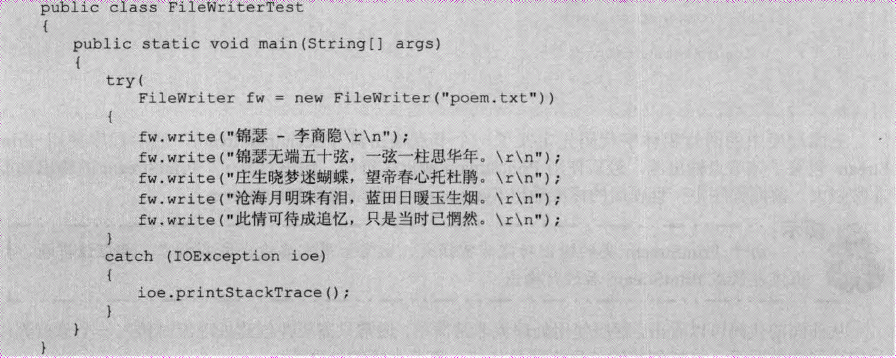 public class FileWriterTest
{
public static void main(String[] args)
{
try(
FileWriter fw = new FileWriter("poem.txt"))
{
fw.write("锦瑟 - 李商隐\r\n");
fw.write("锦瑟无端五十弦，一弦一柱思华年。\r\n");
fw.write("庄生晓梦迷蝴蝶，望帝春心托杜鹃。\r\n");
fw.write("沧海月明珠有泪，蓝田日暖玉生烟。\r\n");
fw.write("此情可待成追忆，只是当时已惘然。\r\n");
}
catch (IOException ioe)
{
ioe.printStackTrace();
}
}
}